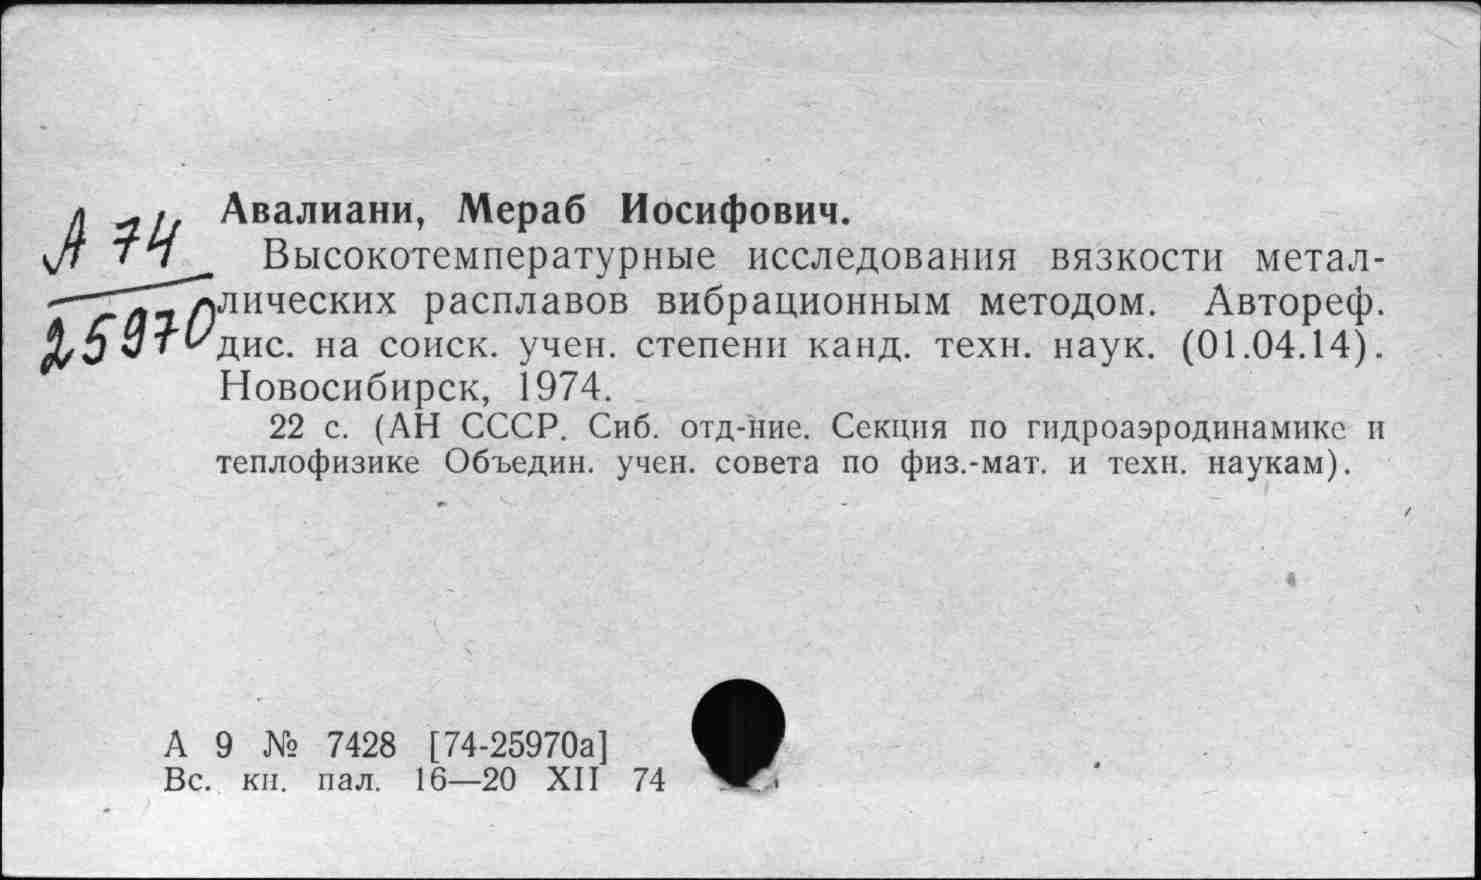 А 74
25970
Авалиани, Мераб Иосифович.
Высокотемпературные исследования вязкости метал-
лических расплавов вибрационным методом. Автореф.
дис. на соиск. учен. степени канд. техн. наук. (01.04.14).
Новосибирск, 1974.
22 с. (АН СССР. Сиб. отд-ние. Секция по гидроаэродинамике и
теплофизике Объедин. учен. совета по физ.-мат. и техн. наукам).
А 9 № 7428 [74-25970а]
Вс. кн. пал. 16—20 XII 74